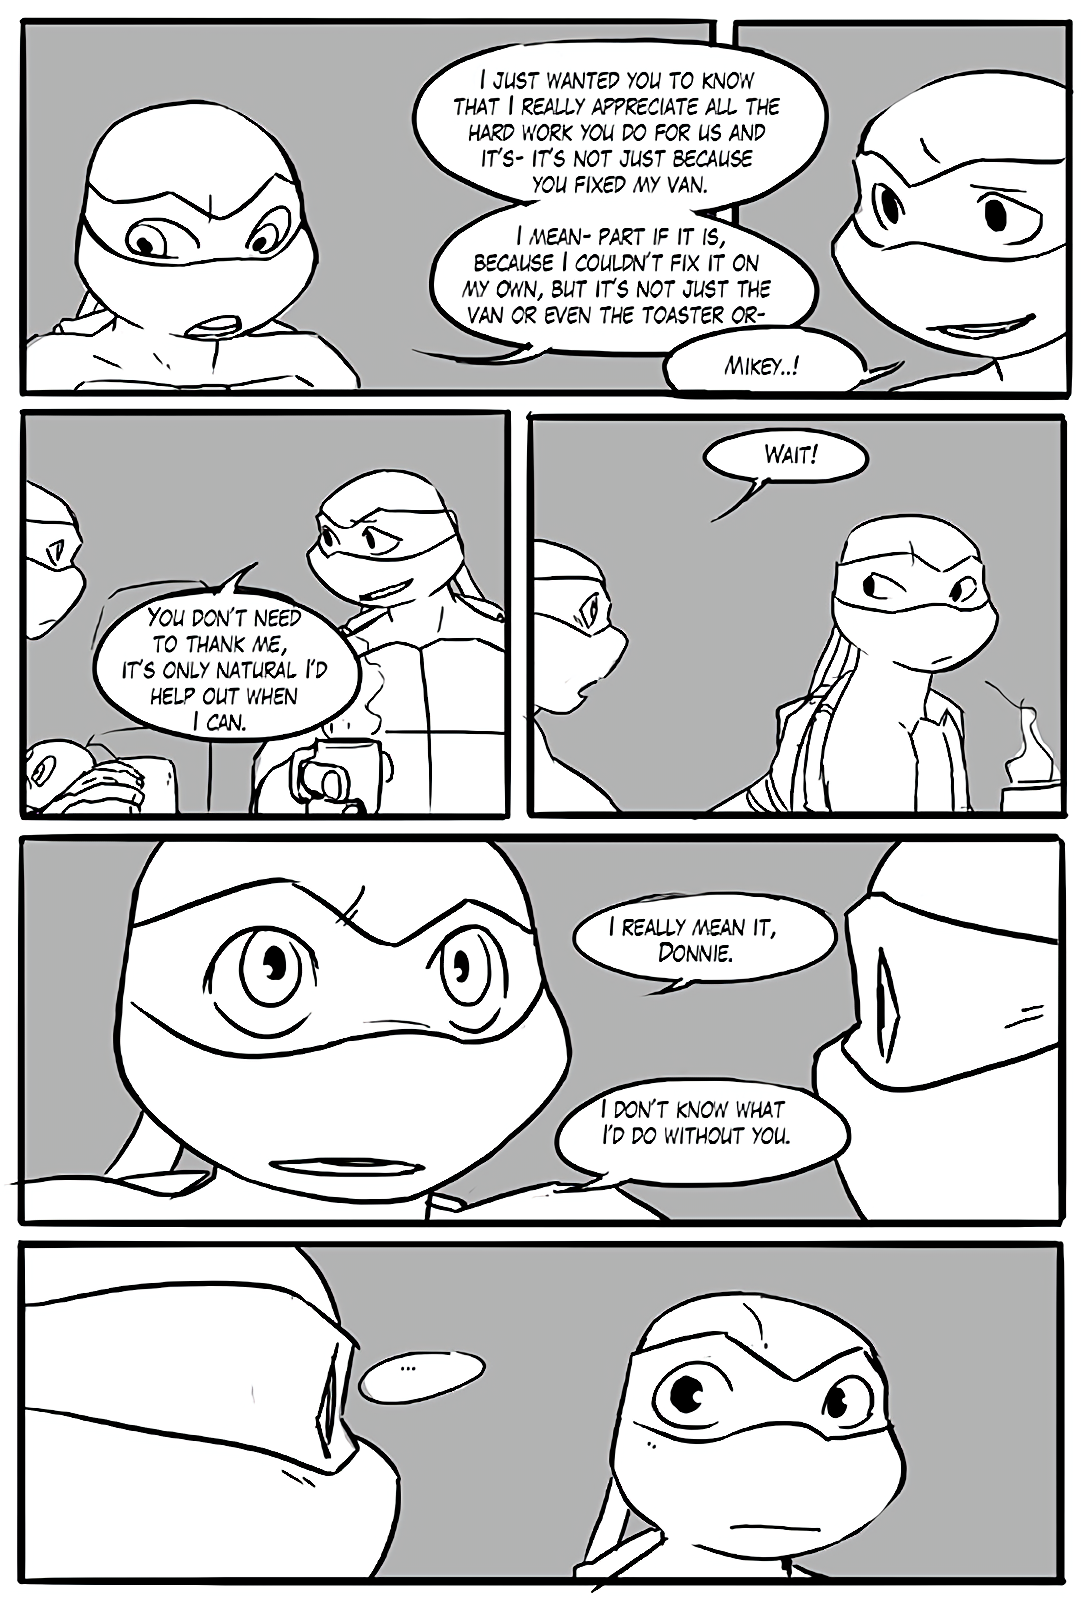 I JUST WANTED YOU TO KNOW
THAT I REALLY APPRECIATE ALL THE
HARD WORK YOU DO FOR US AND
IT'S- IT'S NOT JUST BECAUSE
YOU FIXED MY VAN.
I MEAN- PART IF IT IS,
BECAUSE I COULDN'T FIX IT ON
MY OWN, BUT IT'S NOT JUST THE
VAN OR EVEN THE TOASTER OR-
MIKEY..!
YOU DON'T NEED
TO THANK ME,
IT'S ONLY NATURAL I'D
HELP OUT WHEN
I CAN.
WAIT!
I REALLY MEAN IT,
DONNIE.
I DON'T KNOW WHAT
I'D DO WITHOUT YOU.
...